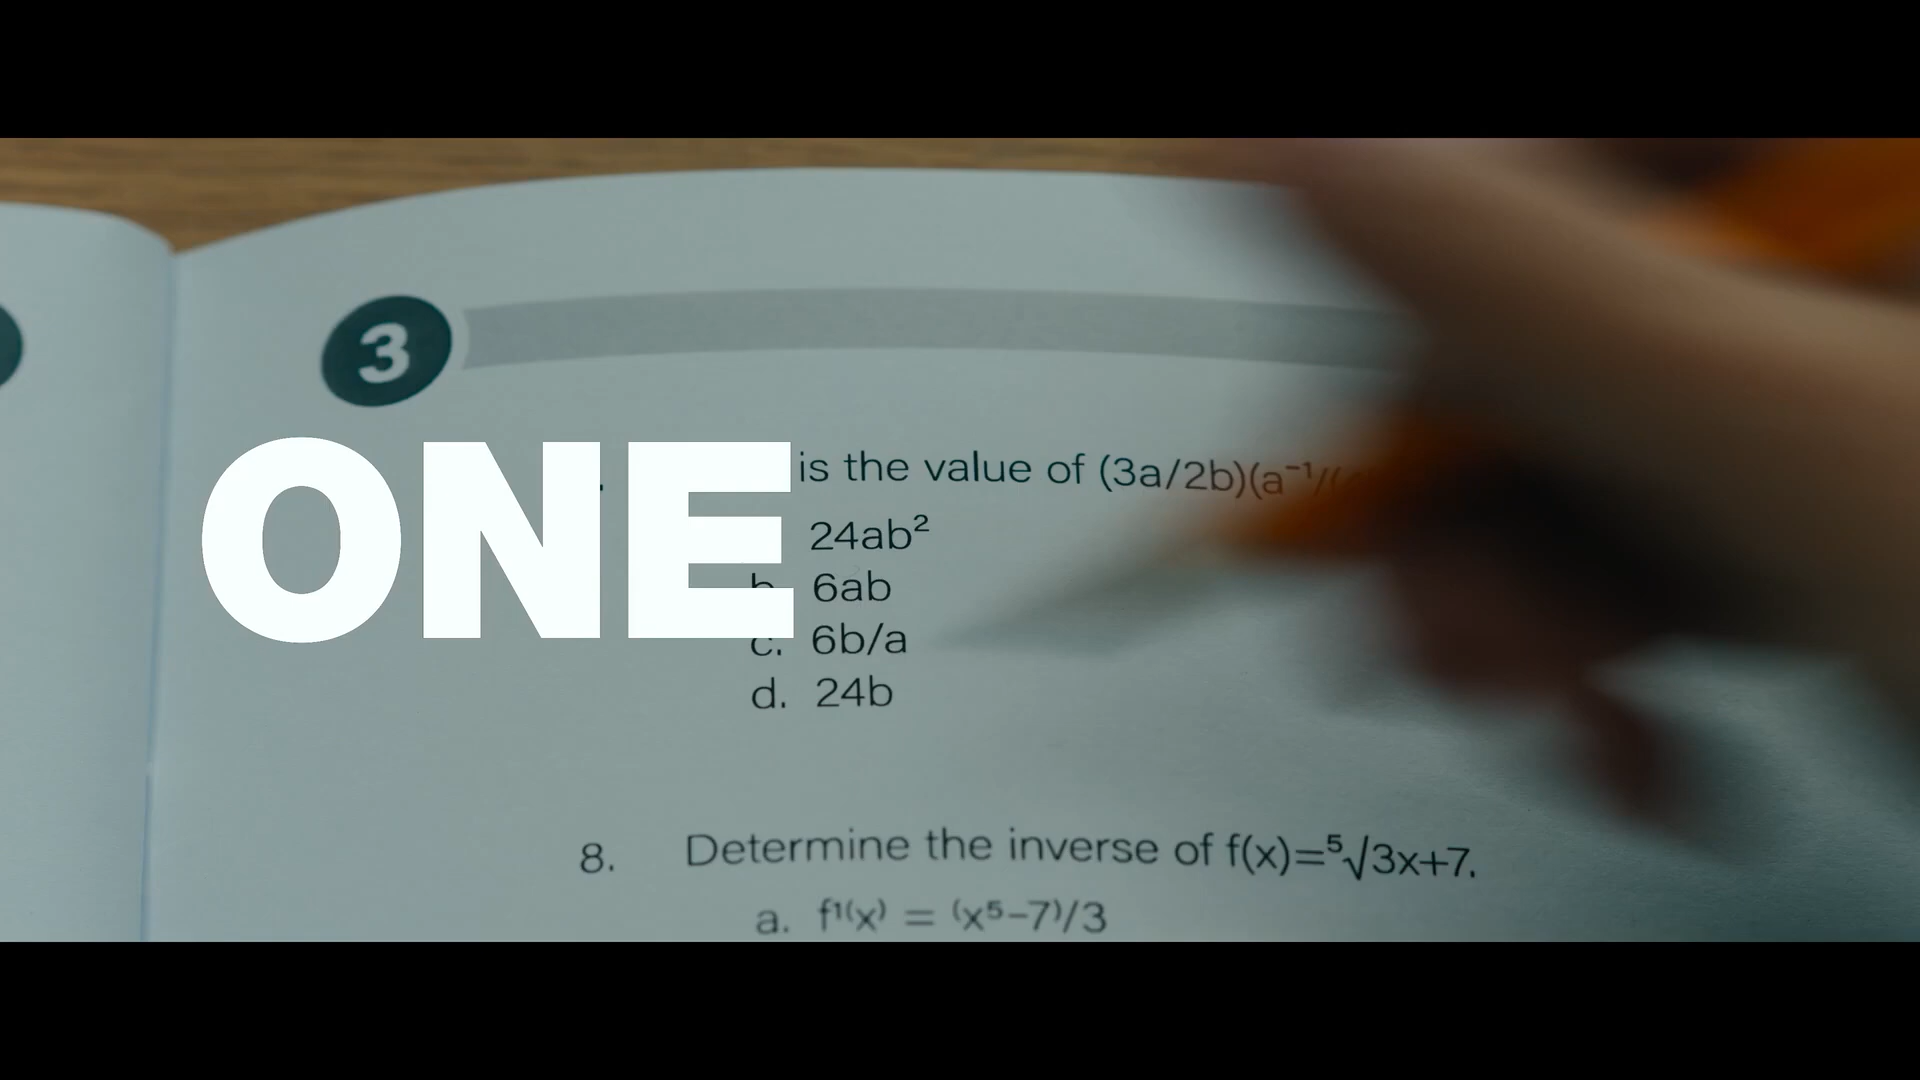 3
ONE
is the value of (3a/2b)(a⁻¹/(
24ab²
b. 6ab
c. 6b/a
d. 24b
8. Determine the inverse of f(x)=⁵√3x+7.
a. f¹⁽x⁾ = ⁽x⁵–7⁾/3